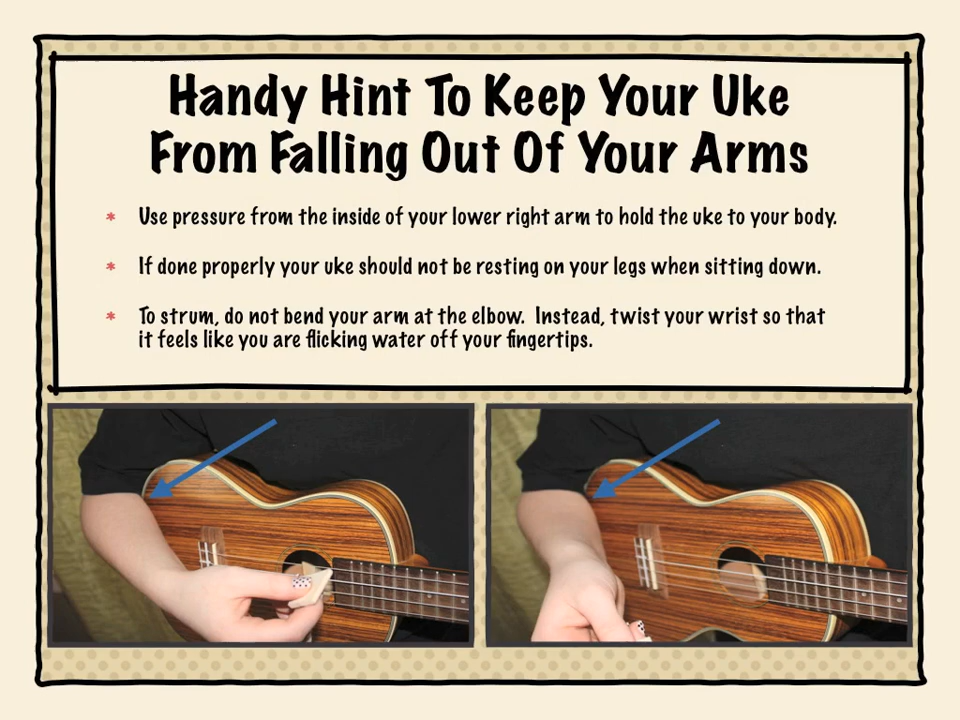 Handy Hint To Keep Your Uke
From Falling Out Of Your Arms
* Use pressure from the inside of your lower right arm to hold the uke to your body.
* If done properly your uke should not be resting on your legs when sitting down.
* To strum, do not bend your arm at the elbow.  Instead, twist your wrist so that
it feels like you are flicking water off your fingertips.